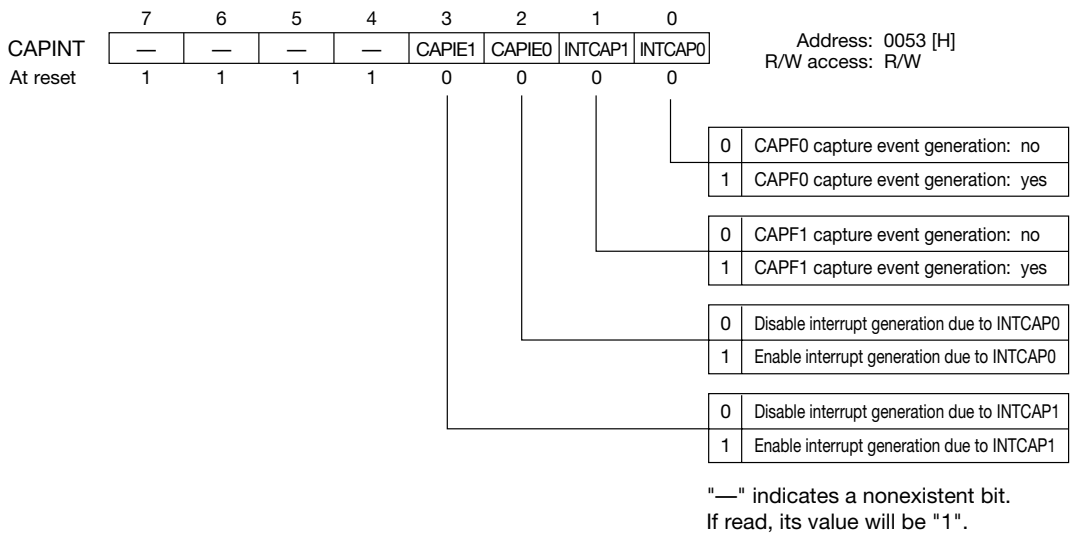 7 6 5 4 3 2 1 0
CAPINT — — — — CAPIE1 CAPIE0 INTCAP1 INTCAP0
At reset 1 1 1 1 0 0 0 0
Address: 0053 [H]
R/W access: R/W
0 CAPF0 capture event generation: no
1 CAPF0 capture event generation: yes
0 CAPF1 capture event generation: no
1 CAPF1 capture event generation: yes
0 Disable interrupt generation due to INTCAP0
1 Enable interrupt generation due to INTCAP0
0 Disable interrupt generation due to INTCAP1
1 Enable interrupt generation due to INTCAP1
"—" indicates a nonexistent bit.
If read, its value will be "1".